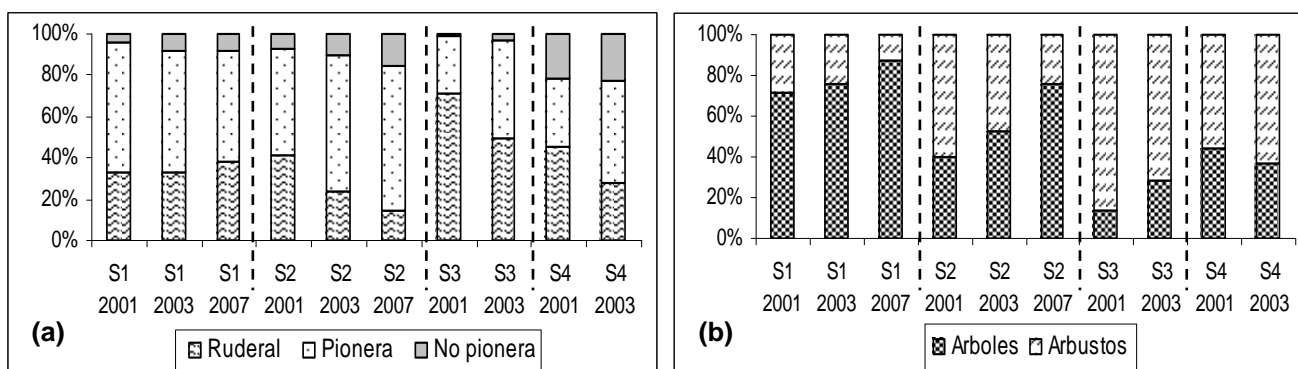 100%
80%
60%
40%
20%
0%
S1 S1 S1 S2 S2 S2 S3 S3 S4 S4
2001 2003 2007 2001 2003 2007 2001 2003 2001 2003
(a)
Ruderal Pionera No pionera
100%
80%
60%
40%
20%
0%
S1 S1 S1 S2 S2 S2 S3 S3 S4 S4
2001 2003 2007 2001 2003 2007 2001 2003 2001 2003
(b)
Arboles Arbustos